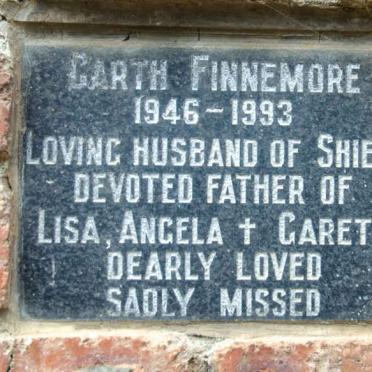 GARTH FINNEMORE
1946-1993
LOVING HUSBAND OF SHIE
DEVOTED FATHER OF
LISA, ANGELA + GARET
DEARLY LOVED
SADLY MISSED